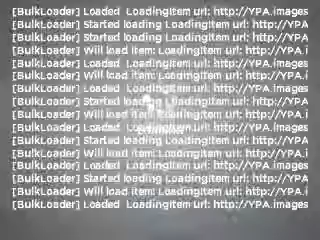 [BulkLoader] Loaded LoadingItem url: http://YPA.images
[BulkLoader] Started loading LoadingItem url: http://YPA
[BulkLoader] Loaded LoadingItem url: http://YPA.images
[BulkLoader] Will load item: LoadingItem url: http://YPA.i
[BulkLoader] Loaded LoadingItem url: http://YPA.images
[BulkLoader] Will load item: LoadingItem url: http://YPA.i
[BulkLoader] Loaded LoadingItem url: http://YPA.images
[BulkLoader] Started loading LoadingItem url: http://YPA
[BulkLoader] Will load item: LoadingItem url: http://YPA.i
[BulkLoader] Loaded LoadingItem url: http://YPA.images
[BulkLoader] Started loading LoadingItem url: http://YPA
[BulkLoader] Will load item: LoadingItem url: http://YPA.i
[BulkLoader] Loaded LoadingItem url: http://YPA.images
[BulkLoader] Started loading LoadingItem url: http://YPA
[BulkLoader] Will load item: LoadingItem url: http://YPA.i
[BulkLoader] Loaded LoadingItem url: http://YPA.images